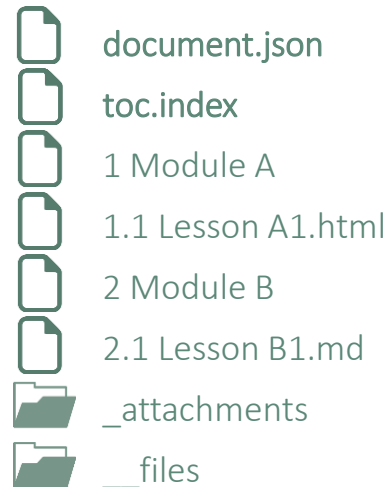 document.json
toc.index
1 Module A
1.1 Lesson A1.html
2 Module B
2.1 Lesson B1.md
_attachments
__files